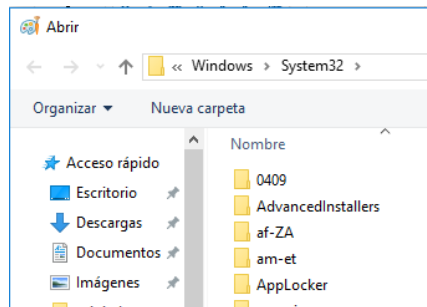 Abrir
« Windows > System32 >
Organizar Nueva carpeta
Nombre
Acceso rápido
Escritorio
Descargas
Documentos
Imágenes
0409
AdvancedInstallers
af-ZA
am-et
AppLocker